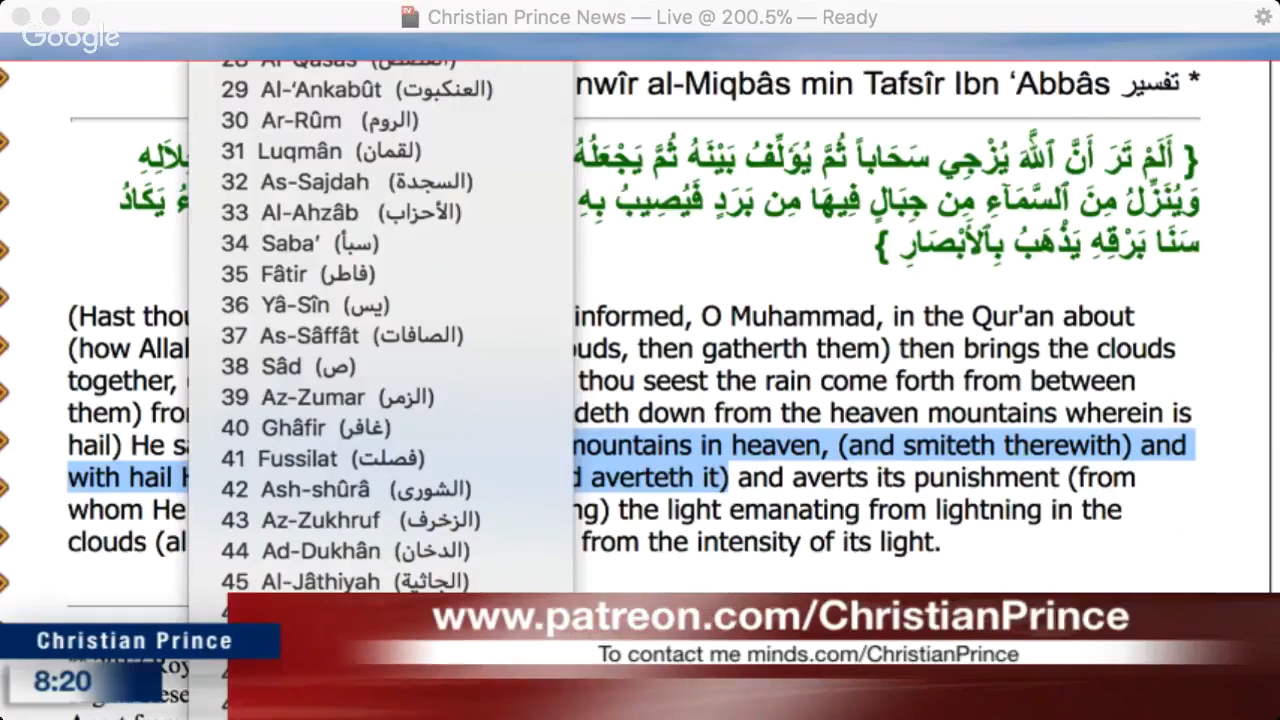 Christian Prince News — Live @ 200.5% — Ready
Google
28 Al-Qasas (القصص)
29 Al-‘Ankabût (العنكبوت)
30 Ar-Rûm (الروم)
31 Luqmân (لقمان)
32 As-Sajdah (السجدة)
33 Al-Ahzâb (الأحزاب)
34 Saba’ (سبأ)
35 Fâtir (فاطر)
36 Yâ-Sîn (يس)
37 As-Sâffât (الصافات)
38 Sâd (ص)
39 Az-Zumar (الزمر)
40 Ghâfir (غافر)
41 Fussilat (فصلت)
42 Ash-shûrâ (الشورى)
43 Az-Zukhruf (الزخرف)
44 Ad-Dukhân (الدخان)
45 Al-Jâthiyah (الجاثية)
nwîr al-Miqbâs min Tafsîr Ibn ‘Abbâs تفسير *
{ أَلَمْ تَرَ أَنَّ ٱللَّهَ يُزْجِي سَحَاباً ثُمَّ يُؤَلِّفُ بَيْنَهُ ثُمَّ يَجْعَلُهُ
وَيُنَزِّلُ مِنَ ٱلسَّمَآءِ مِن جِبَالٍ فِيهَا مِن بَرَدٍ فَيُصِيبُ بِهِ يَكَادُ
سَنَا بَرْقِهِ يَذْهَبُ بِٱلأَبْصَارِ }
(Hast thou informed, O Muhammad, in the Qur'an about
(how Allah ouds, then gatherth them) then brings the clouds
together, thou seest the rain come forth from between
them) from deth down from the heaven mountains wherein is
hail) He sa mountains in heaven, (and smiteth therewith) and
with hail H d averteth it) and averts its punishment (from
whom He ng) the light emanating from lightning in the
clouds (al from the intensity of its light.
www.patreon.com/ChristianPrince
To contact me minds.com/ChristianPrince
Christian Prince
8:20